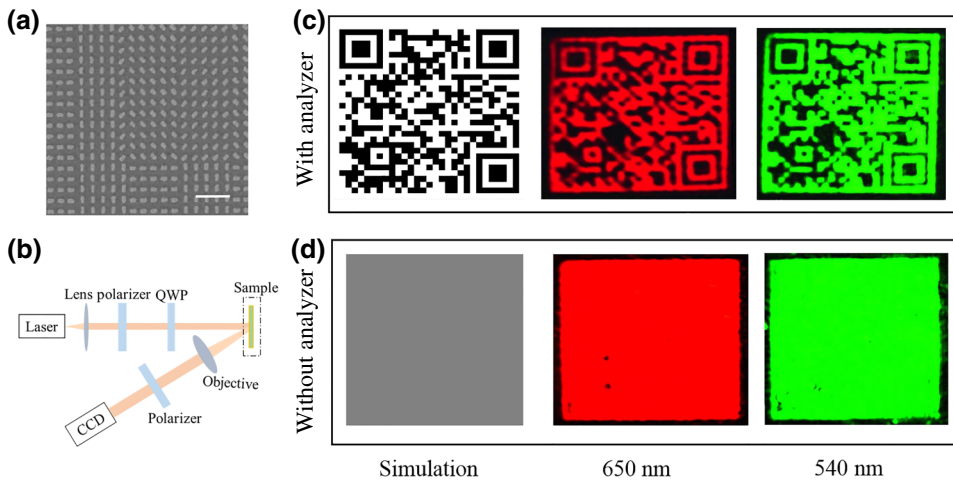 (a)
(b)
Lens polarizer QWP
Sample
Laser
Objective
Polarizer
CCD
(c)
With analyzer
(d)
Without analyzer
Simulation 650 nm 540 nm